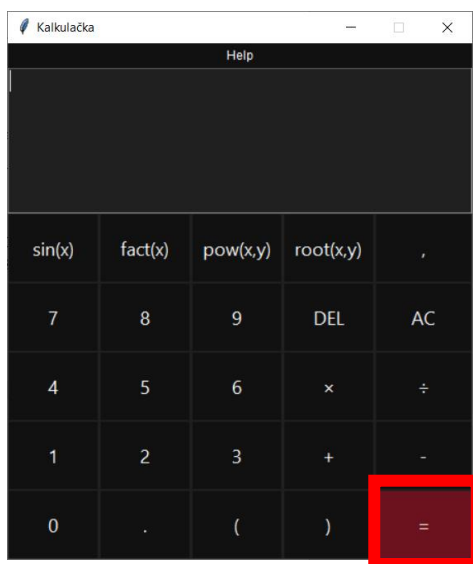 Kalkulačka
Help
sin(x) fact(x) pow(x,y) root(x,y) ,
7 8 9 DEL AC
4 5 6 × ÷
1 2 3 + -
0 . ( ) =